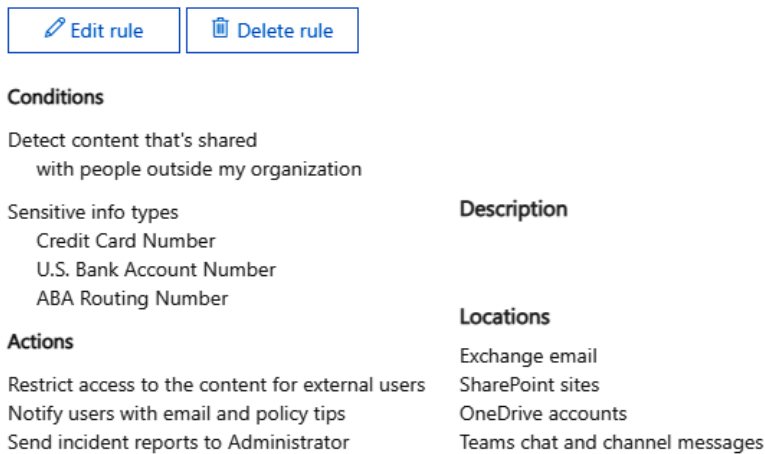 Edit rule
Delete rule
Conditions
Detect content that's shared
with people outside my organization
Sensitive info types
Credit Card Number
U.S. Bank Account Number
ABA Routing Number
Actions
Restrict access to the content for external users
Notify users with email and policy tips
Send incident reports to Administrator
Description
Locations
Exchange email
SharePoint sites
OneDrive accounts
Teams chat and channel messages